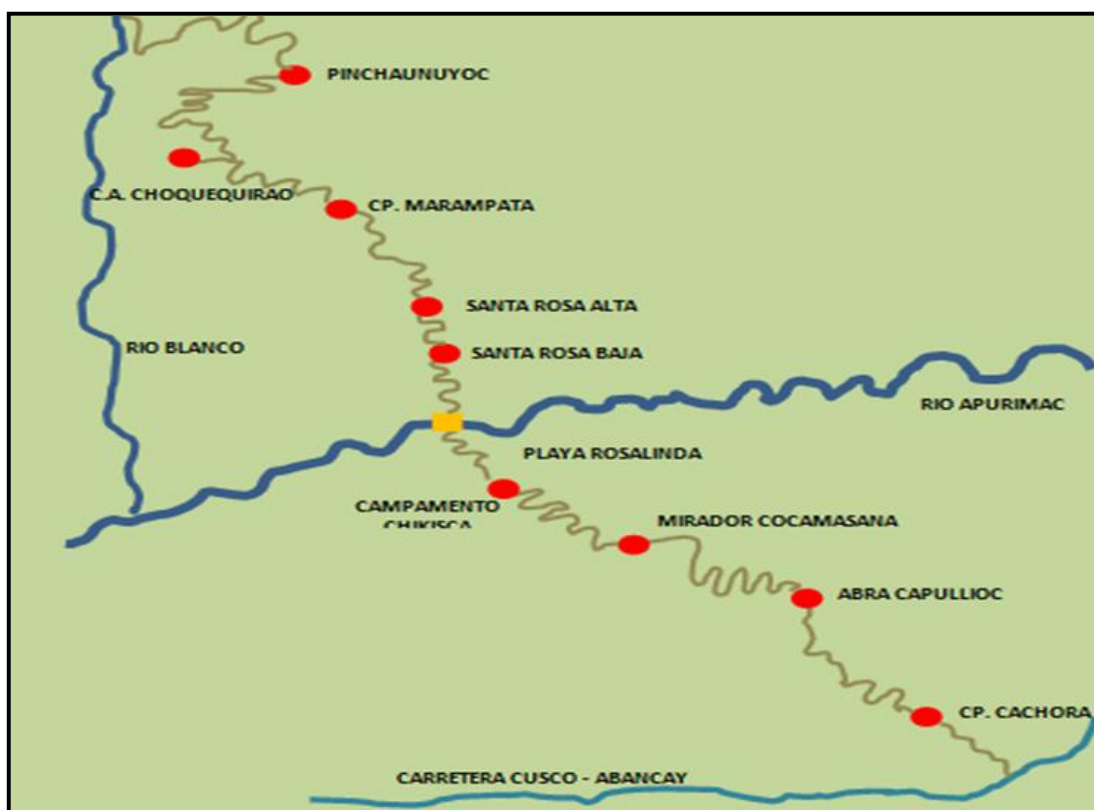 PINCHAUNUYOC
C.A. CHOQUEQUIRAO
CP. MARAMPATA
SANTA ROSA ALTA
SANTA ROSA BAJA
RIO BLANCO
RIO APURIMAC
PLAYA ROSALINDA
CAMPAMENTO
CHIKISCA
MIRADOR COCAMASANA
ABRA CAPULLIOC
CP. CACHORA
CARRETERA CUSCO - ABANCAY